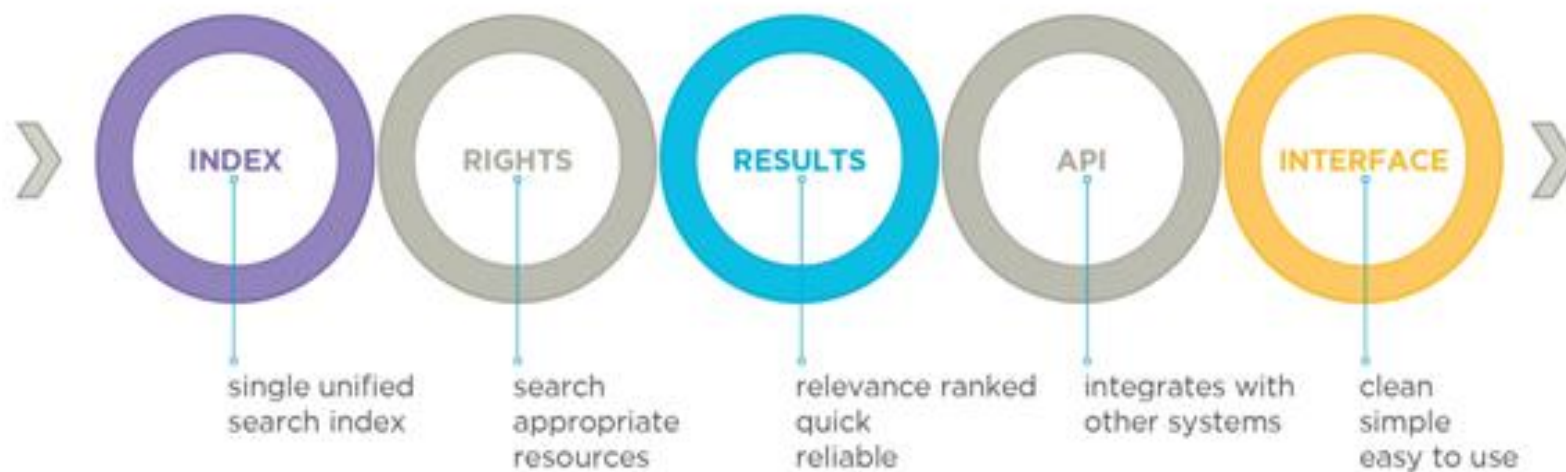 INDEX
RIGHTS
RESULTS
API
INTERFACE
single unified
search index
search
appropriate
resources
relevance ranked
quick
reliable
integrates with
other systems
clean
simple
easy to use